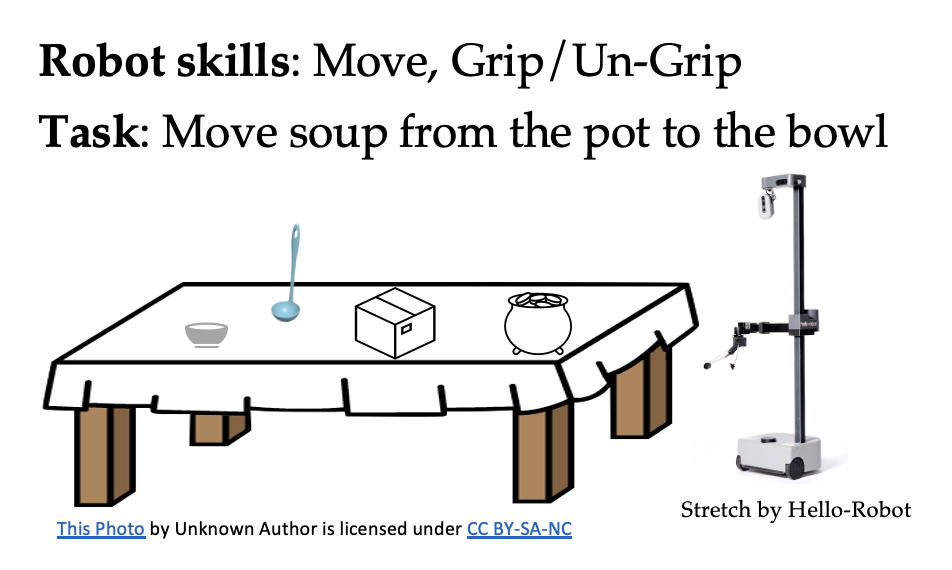 Robot skills: Move, Grip/Un-Grip
Task: Move soup from the pot to the bowl
Stretch by Hello-Robot
This Photo by Unknown Author is licensed under CC BY-SA-NC